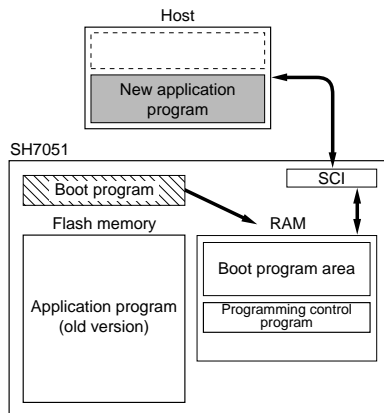 Host
New application
program
SH7051
SCI
Boot program
Flash memory
RAM
Application program
(old version)
Boot program area
Programming control
program